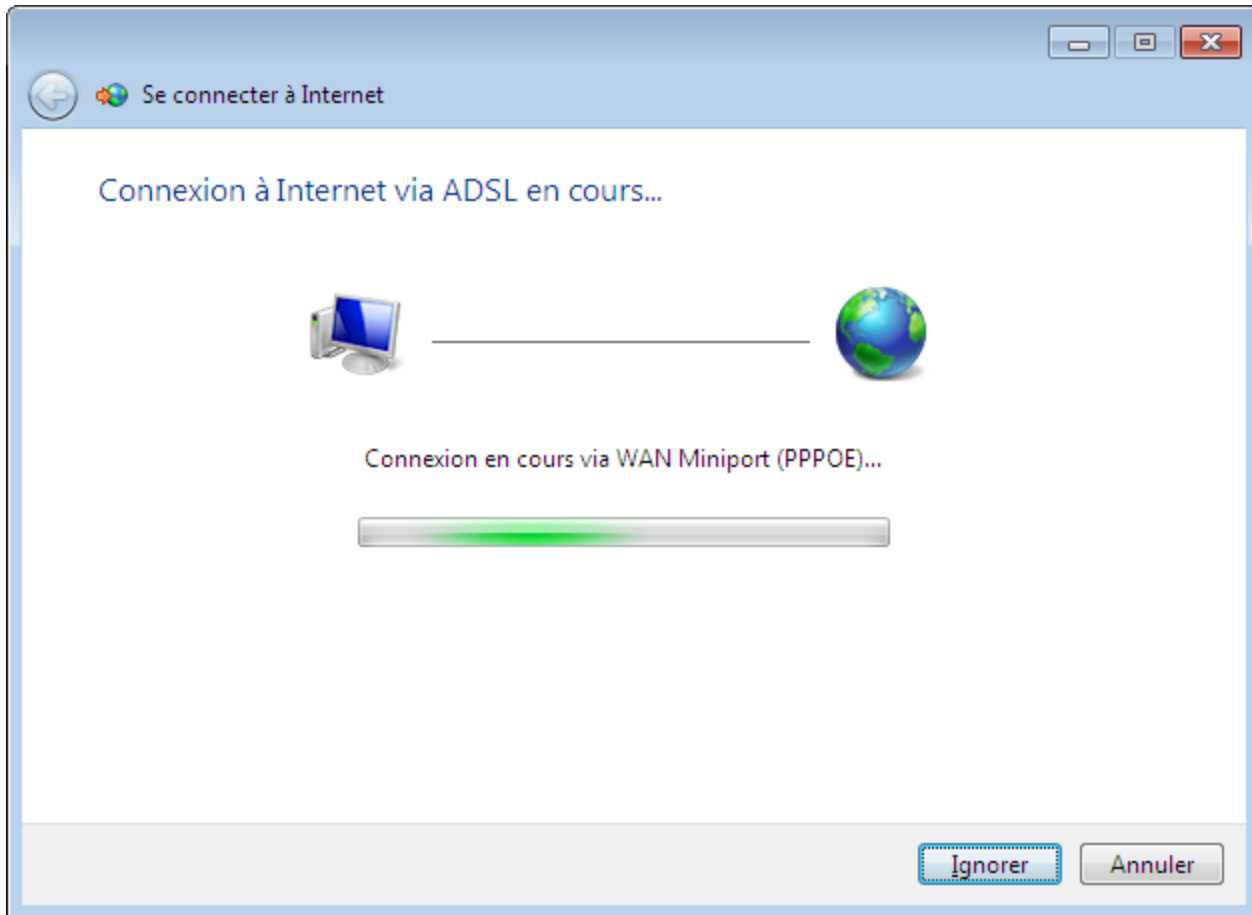 Se connecter à Internet
Connexion à Internet via ADSL en cours...
Connexion en cours via WAN Miniport (PPPOE)...
Ignorer
Annuler